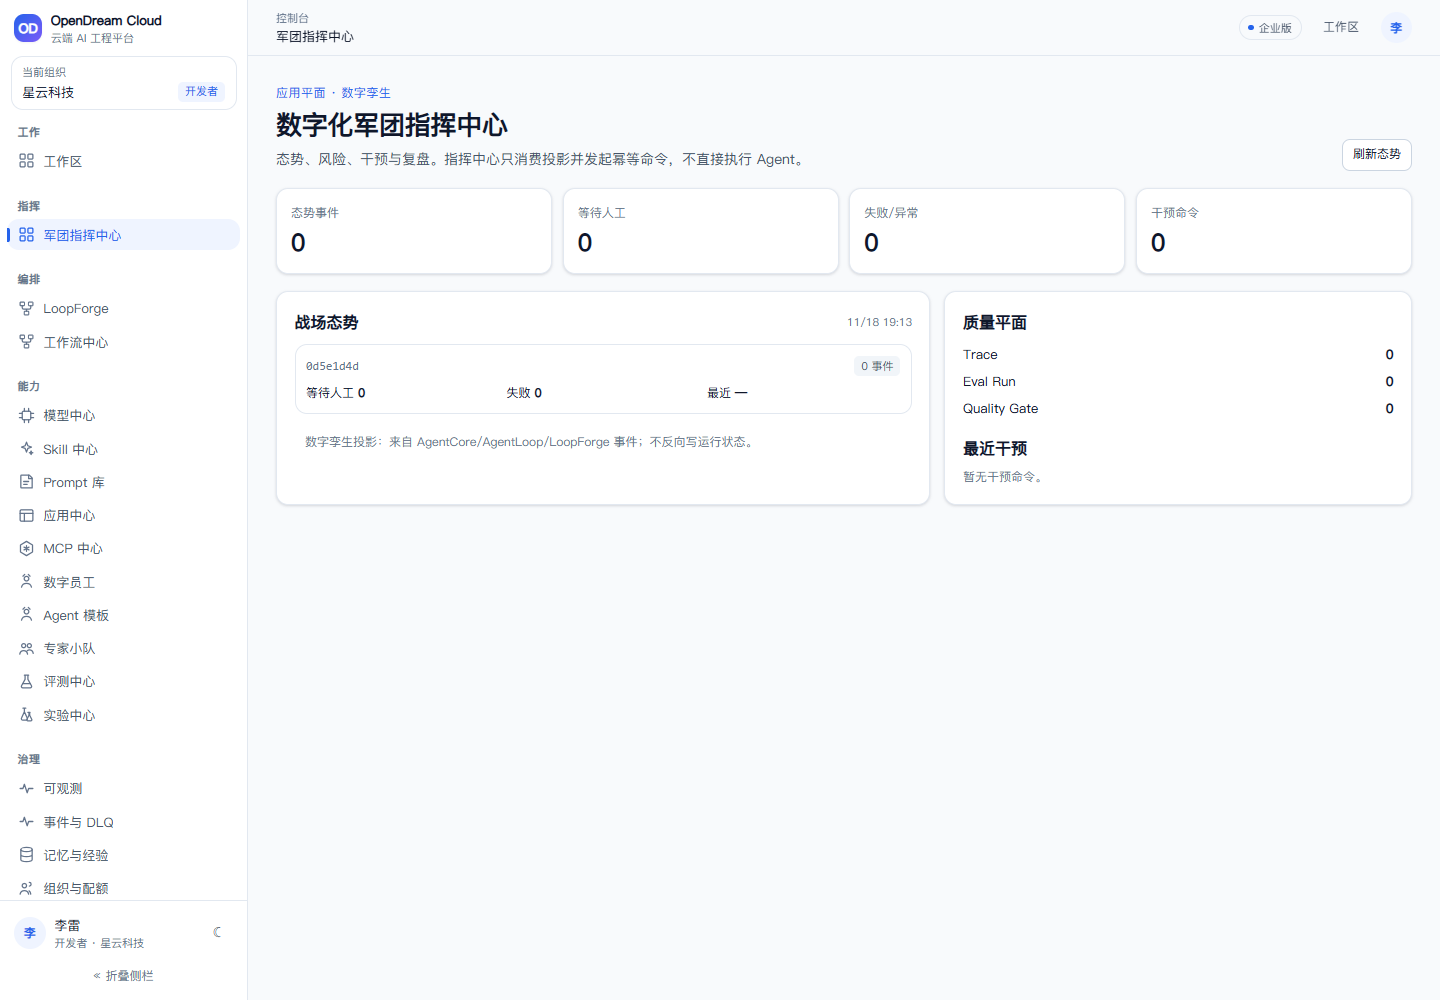 OD
OpenDream Cloud
云端 AI 工程平台
当前组织
星云科技
开发者
工作
工作区
指挥
军团指挥中心
编排
LoopForge
工作流中心
能力
模型中心
Skill 中心
Prompt 库
应用中心
MCP 中心
数字员工
Agent 模板
专家小队
评测中心
实验中心
治理
可观测
事件与 DLQ
记忆与经验
组织与配额
李
李雷
开发者 · 星云科技
« 折叠侧栏
控制台
军团指挥中心
企业版
工作区
李
应用平面 · 数字孪生
数字化军团指挥中心
态势、风险、干预与复盘。指挥中心只消费投影并发起幂等命令，不直接执行 Agent。
刷新态势
态势事件
0
等待人工
0
失败/异常
0
干预命令
0
战场态势
11/18 19:13
0d5e1d4d
0 事件
等待人工 0
失败 0
最近 —
数字孪生投影：来自 AgentCore/AgentLoop/LoopForge 事件；不反向写运行状态。
质量平面
Trace 0
Eval Run 0
Quality Gate 0
最近干预
暂无干预命令。